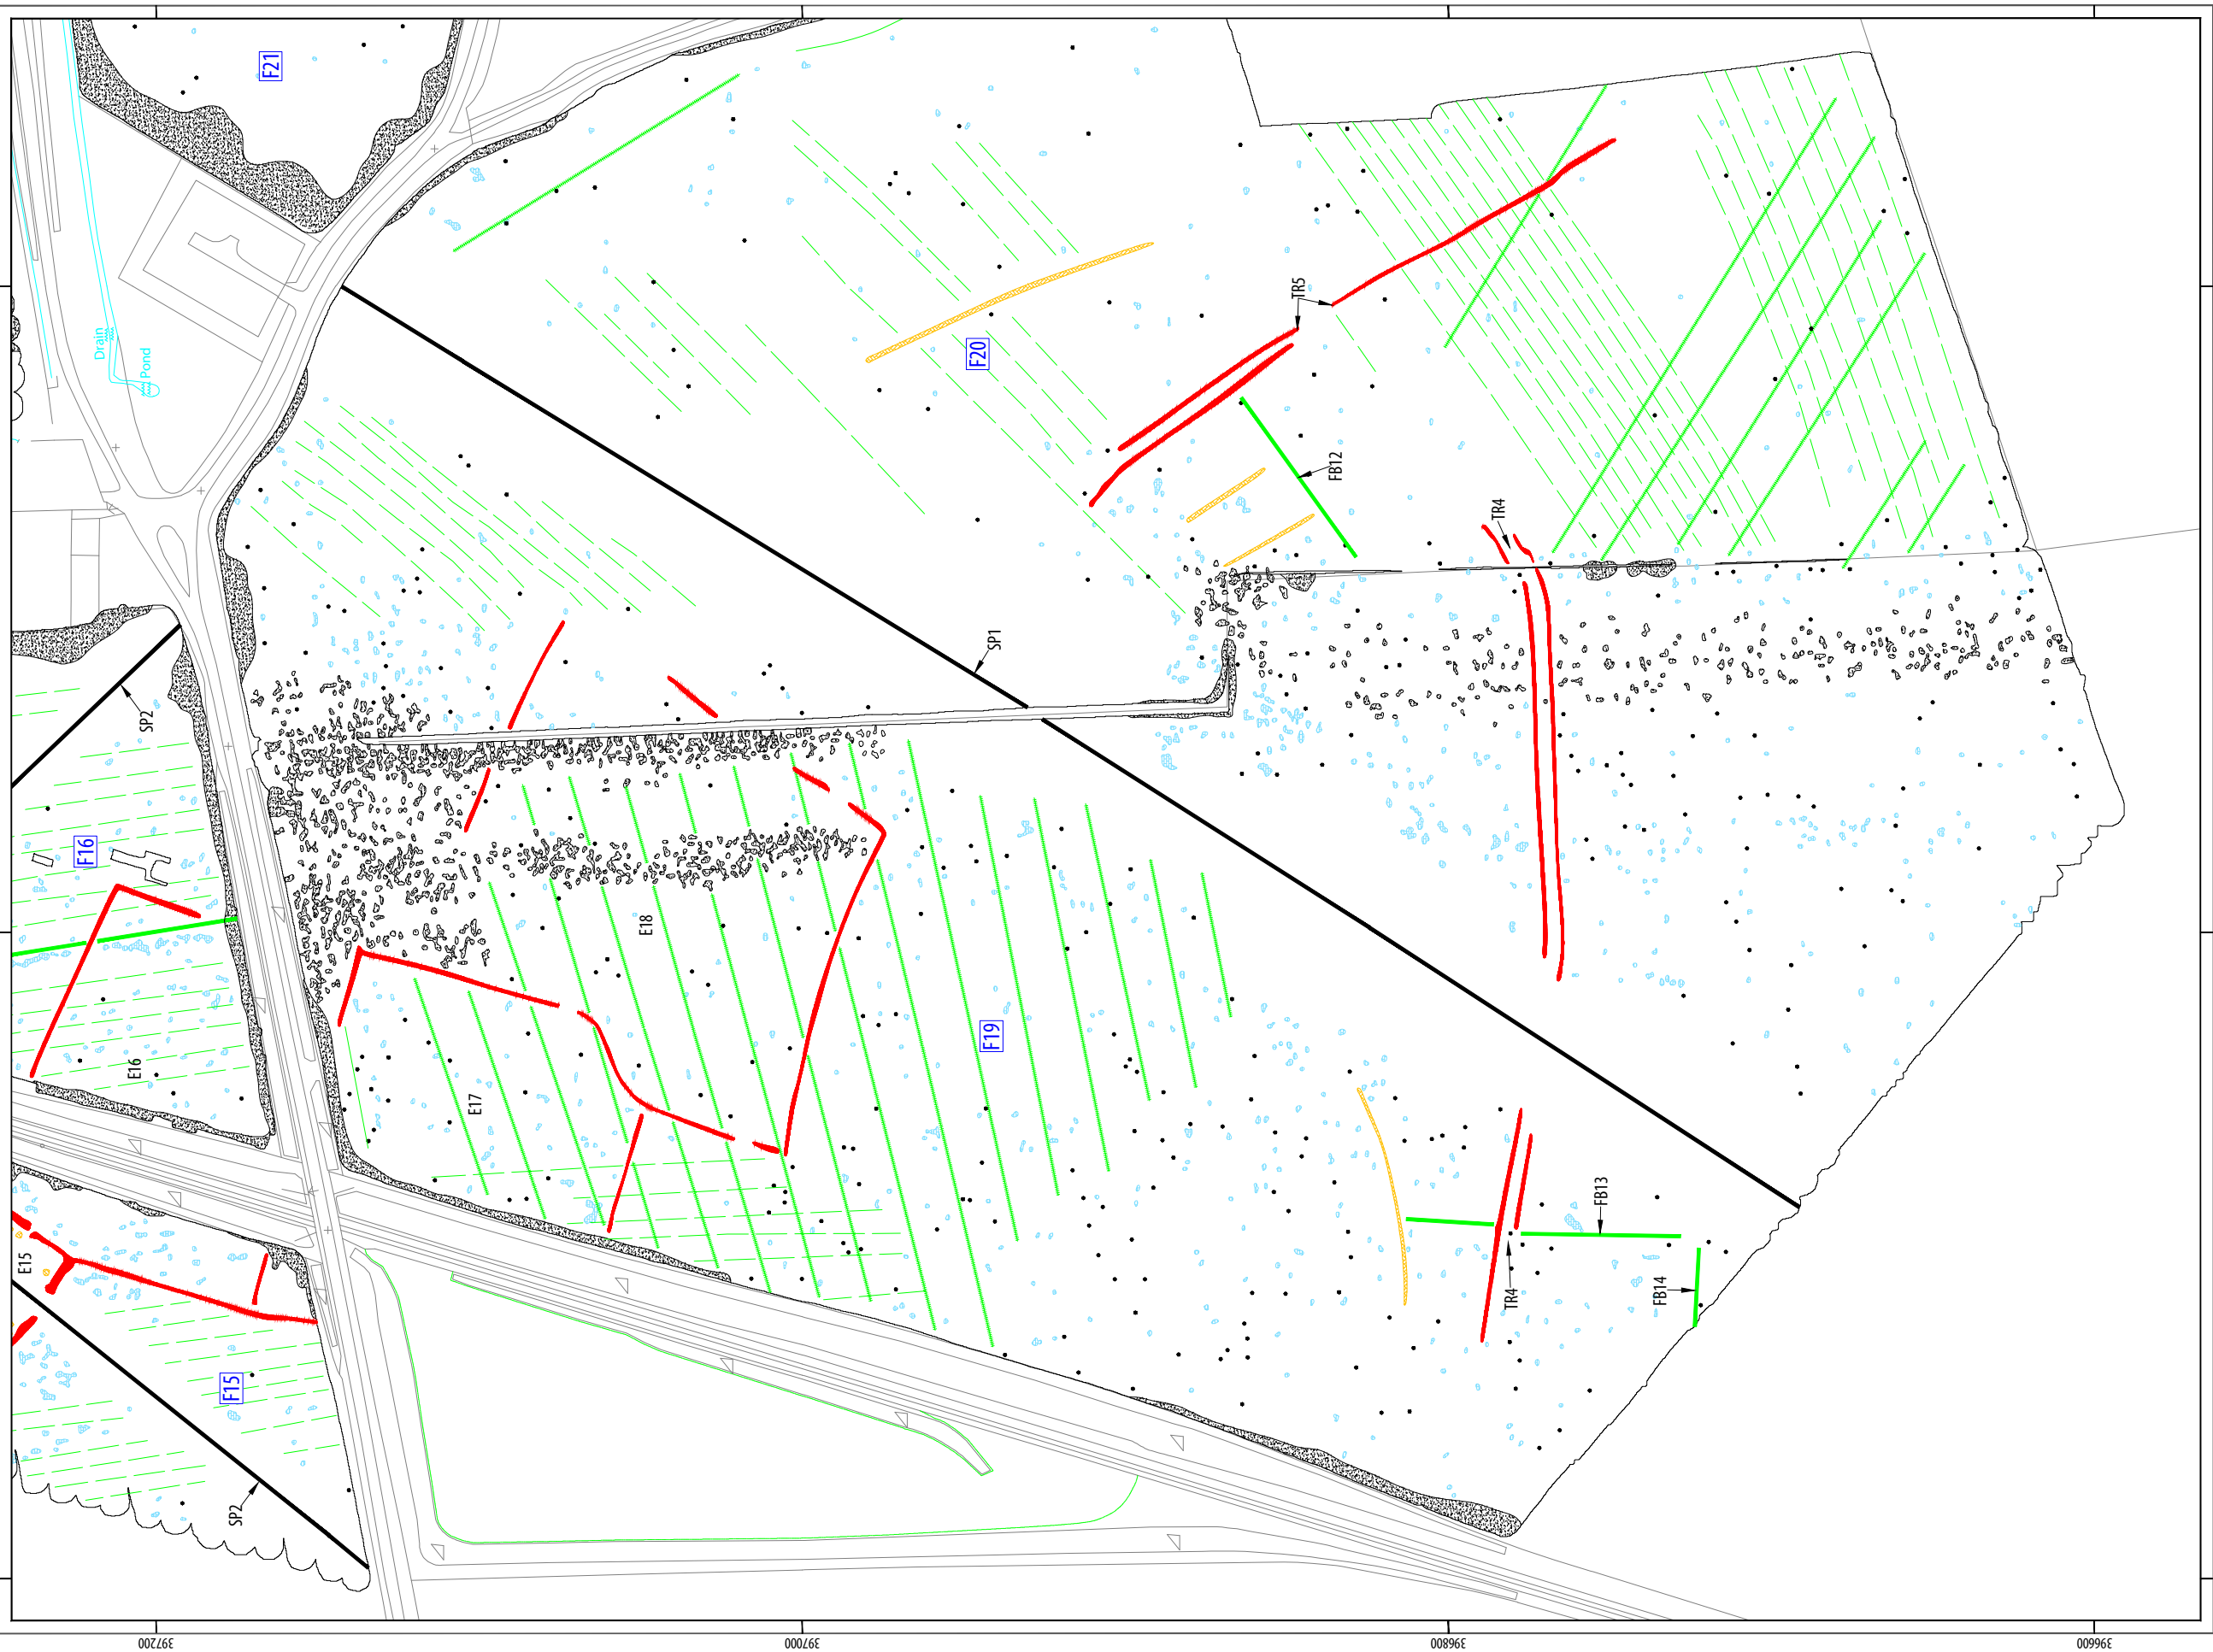 F21
Drain
Pond
TR5
F20
FB12
TR4
SP1
SP2
F16
E18
F19
E16
E17
FB13
E15
TR4
FB14
F15
SP2
397200
397000
396800
396600